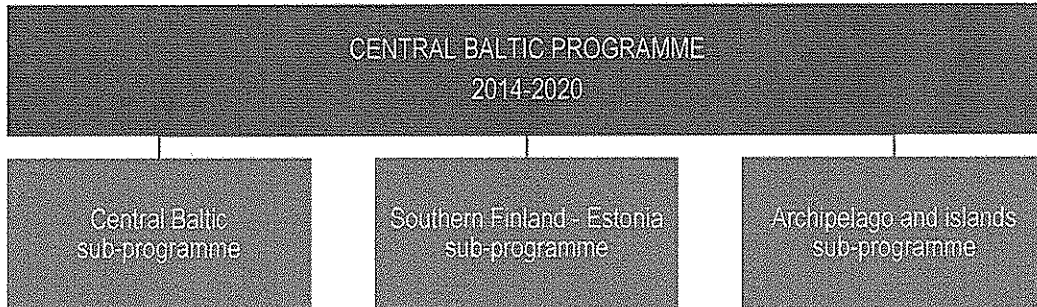 CENTRAL BALTIC PROGRAMME
2014-2020
Central Baltic
sub-programme
Southern Finland - Estonia
sub-programme
Archipelago and islands
sub-programme